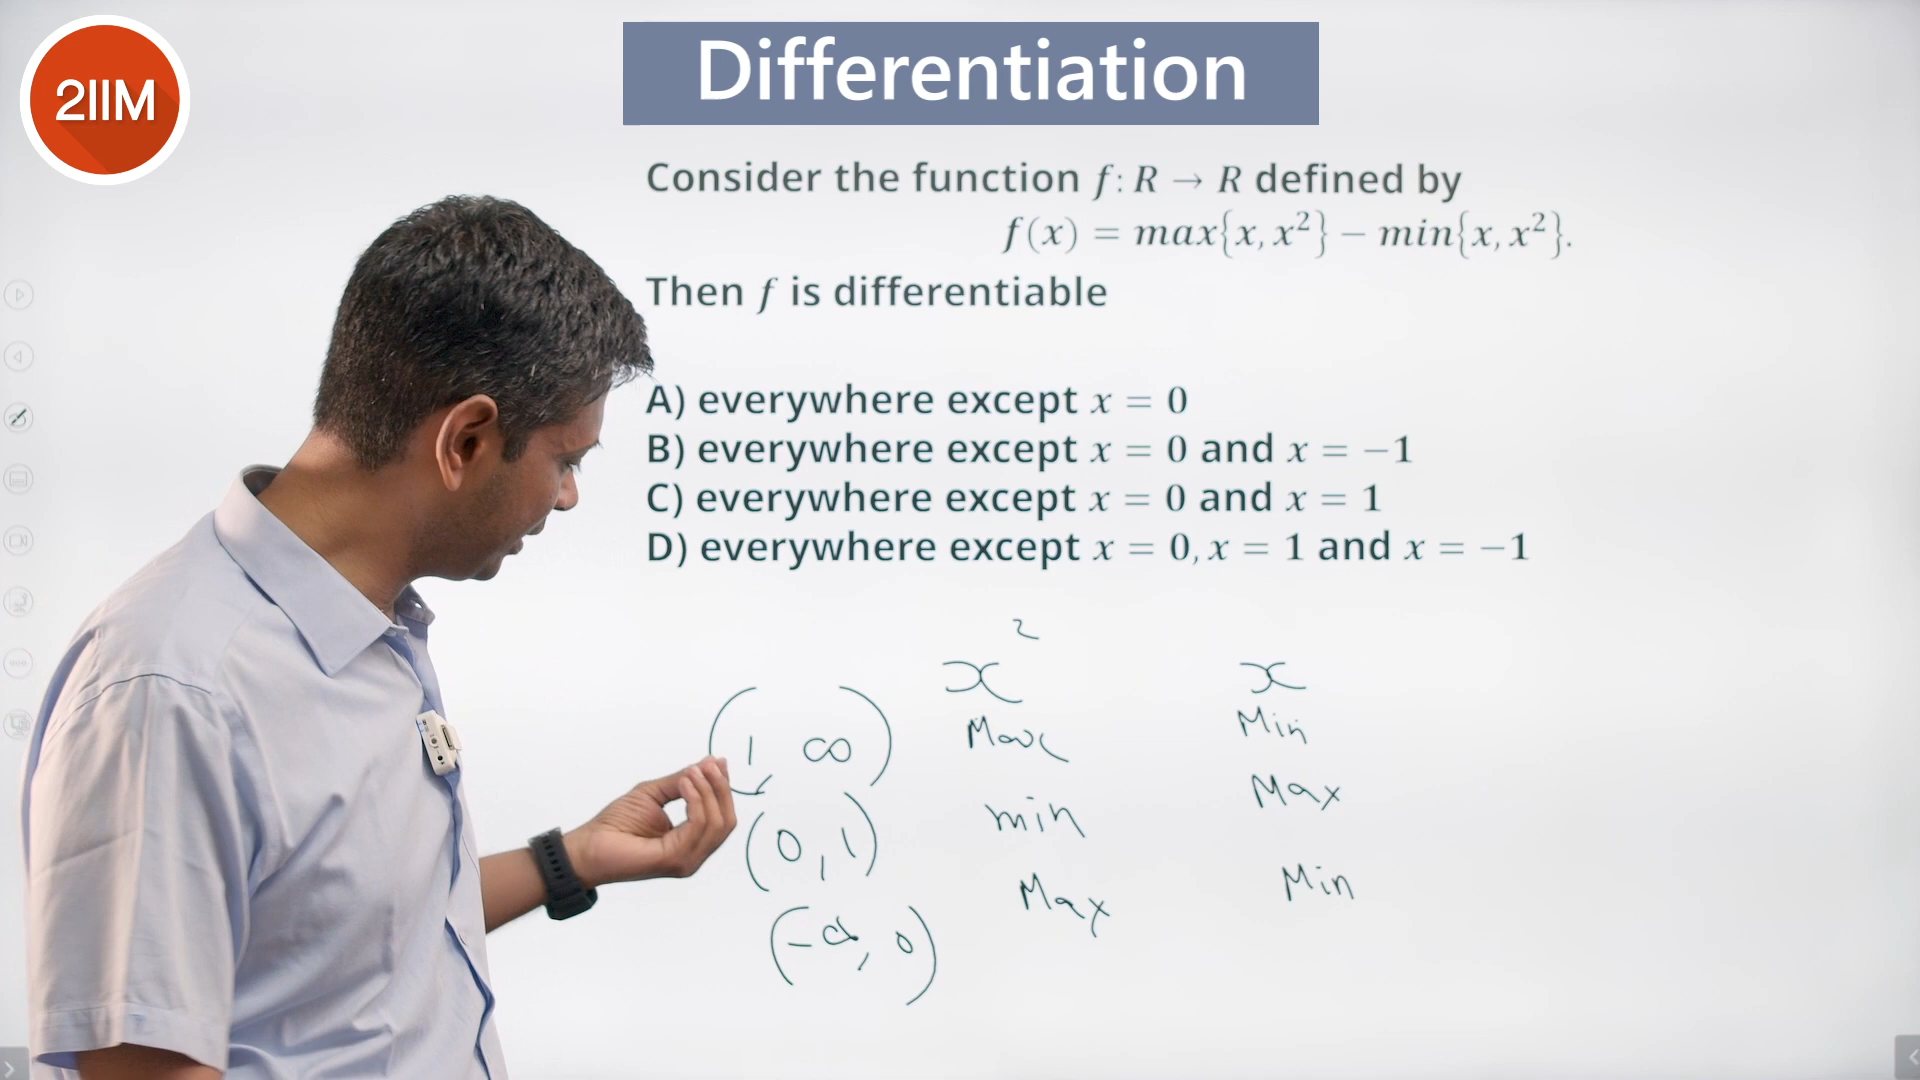 2IIM
Differentiation
Consider the function f: R → R defined by
f(x) = max{x, x²} − min{x, x²}.
Then f is differentiable
A) everywhere except x = 0
B) everywhere except x = 0 and x = −1
C) everywhere except x = 0 and x = 1
D) everywhere except x = 0, x = 1 and x = −1
x² x
(1 ∞) Max Min
(0, 1) min Max
(−∞, 0) Max Min